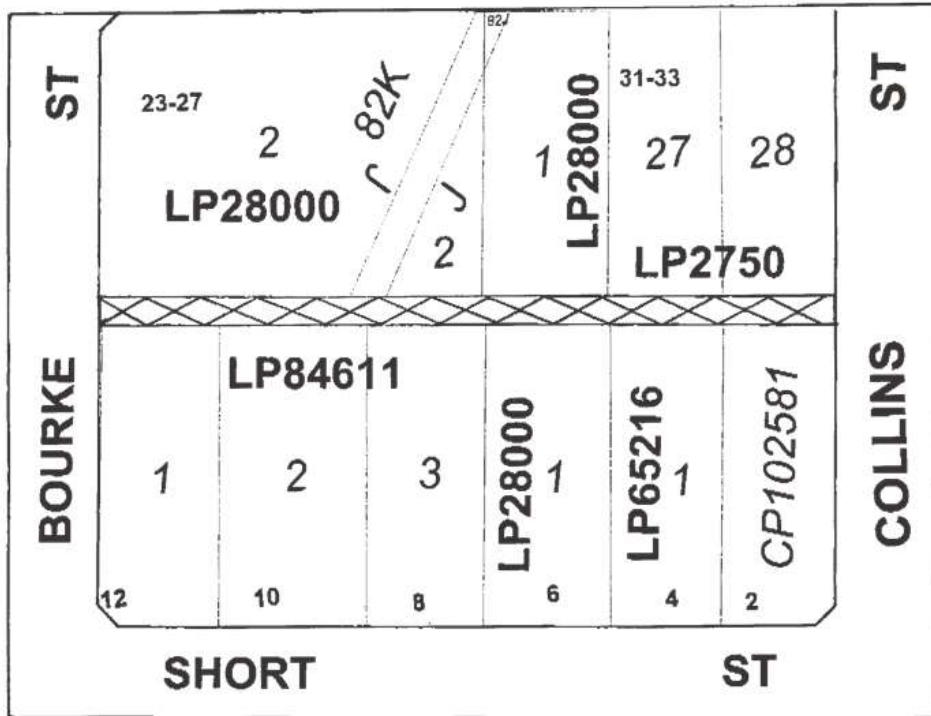 ST
23-27
2
LP28000
82K
J
J
2
82J
1
LP28000
31-33
27
28
LP2750
ST
BOURKE
LP84611
1
2
3
LP28000
1
LP65216
1
CP102581
COLLINS
12
10
8
6
4
2
SHORT
ST